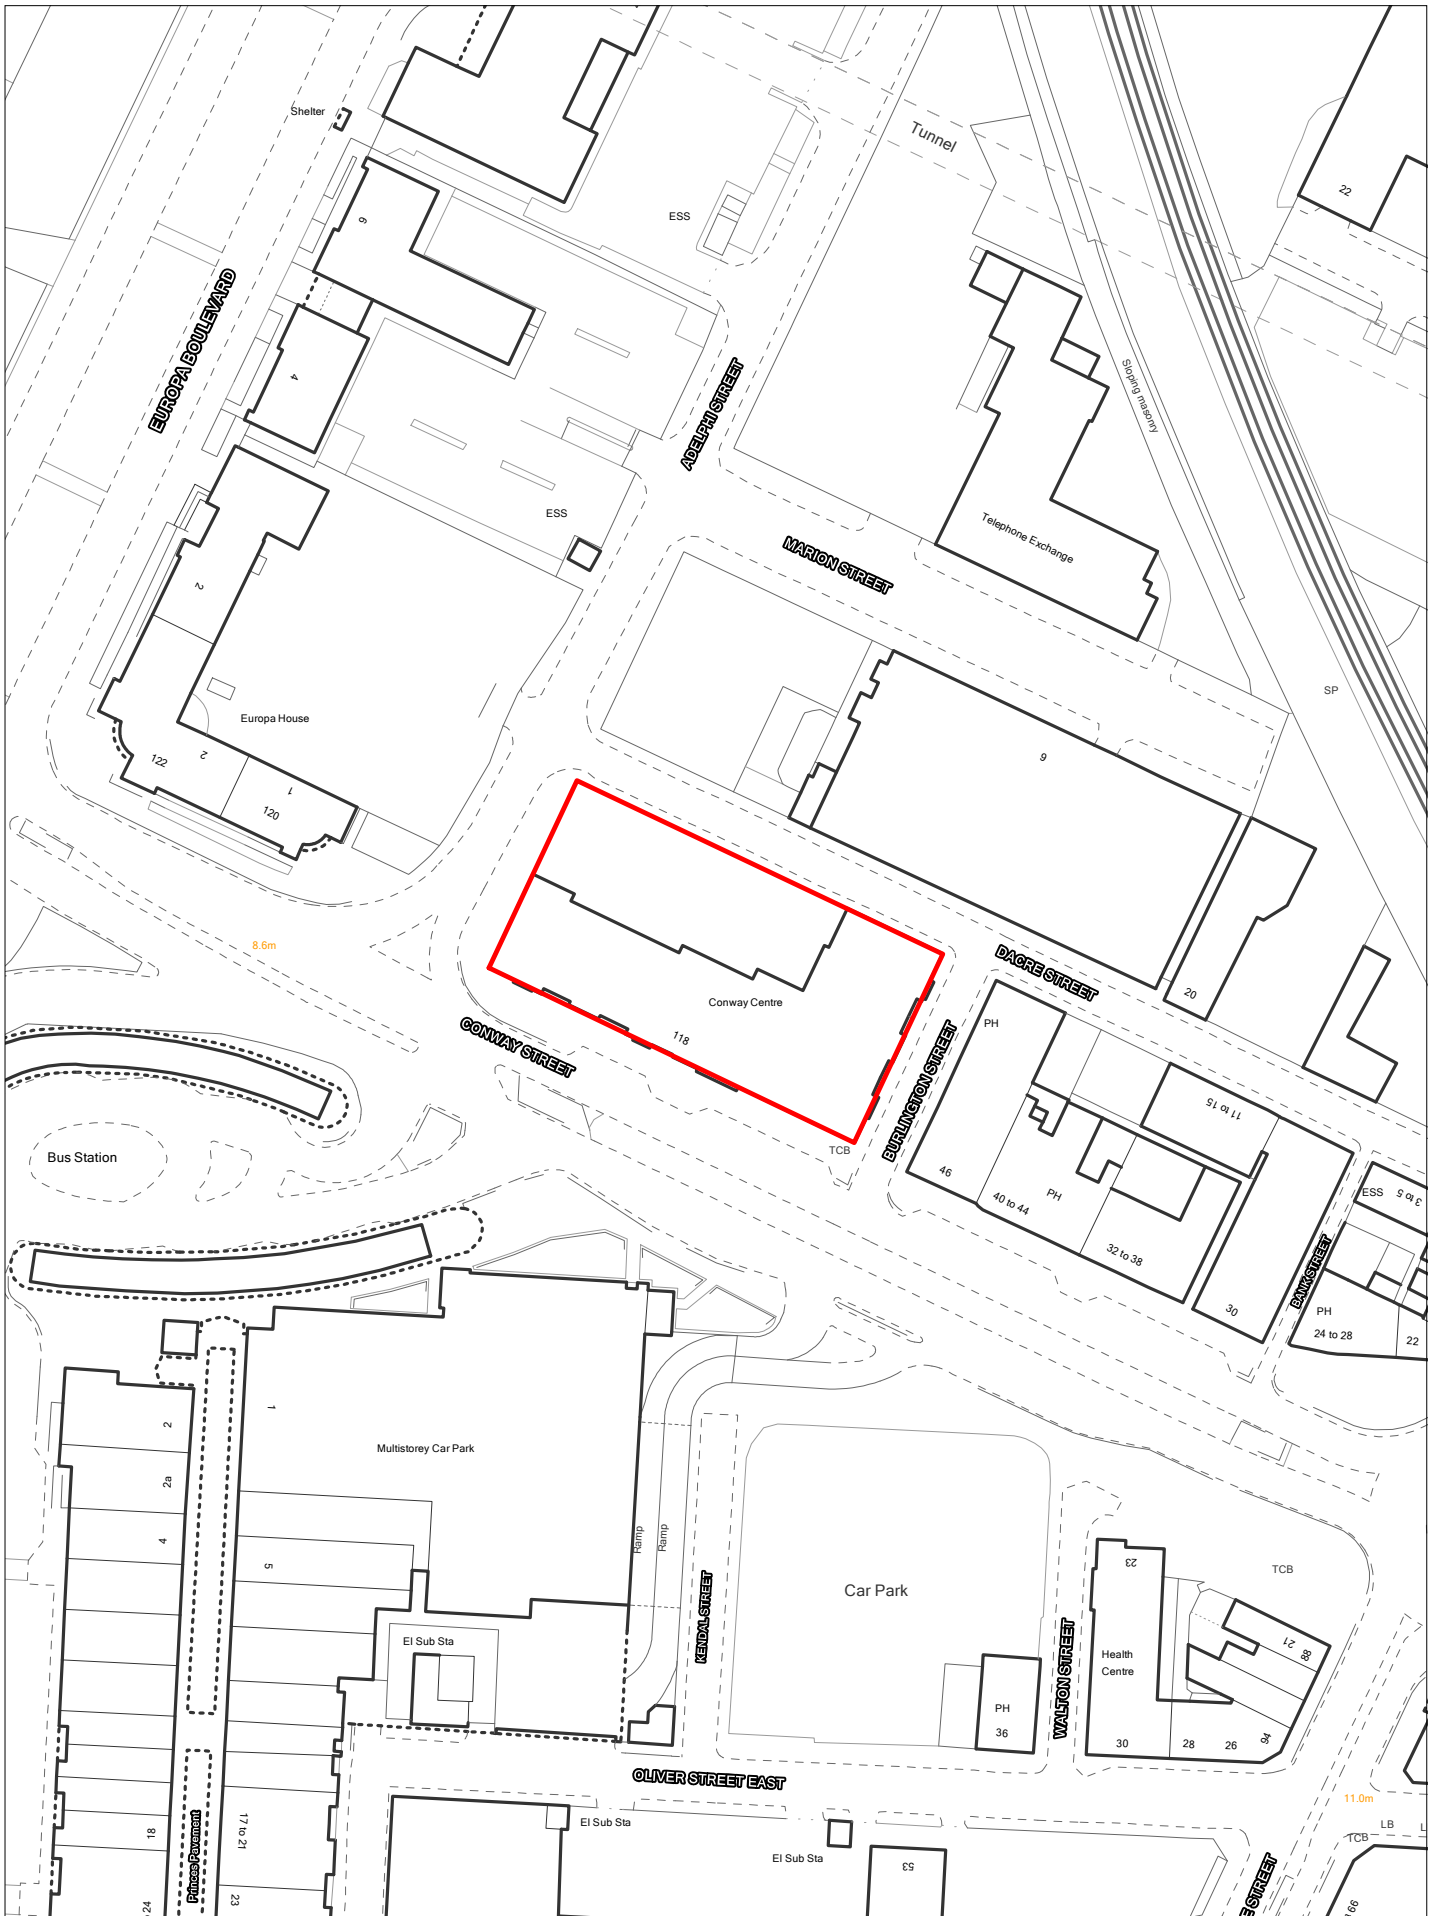 Shelter
Tunnel
22
6
ESS
EUROPA BOULEVARD
4
ADELPHI STREET
Sloping masonry
ESS
Telephone Exchange
MARION STREET
2
SP
Europa House
2
122
1
120
9
8.6m
DACRE STREET
20
Conway Centre
118
CONWAY STREET
PH
BURLINGTON STREET
11 to 15
Bus Station
TCB
46
40 to 44
PH
32 to 38
30
ESS
3 to 5
BANK STREET
PH
24 to 28
22
1
2
2a
4
5
Multistorey Car Park
Ramp
Ramp
Car Park
23
TCB
KENDAL STREET
El Sub Sta
WALTON STREET
Health
Centre
21
88
PH
36
30
28
26
94
OLIVER STREET EAST
11.0m
Princes Pavement
18
17 to 21
El Sub Sta
El Sub Sta
53
LB
TCB
23
24
E STREET
66